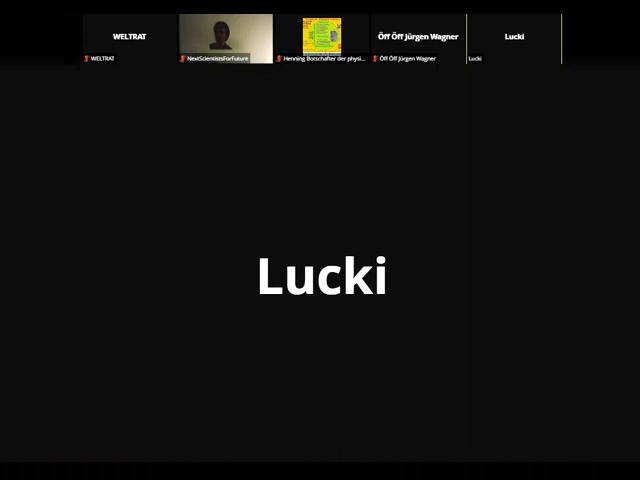 WELTRAT
Öff Öff Jürgen Wagner
Lucki
WELTRAT
NextScientistsForFuture
Henning Botschafter der physi...
Öff Öff Jürgen Wagner
Lucki
Lucki